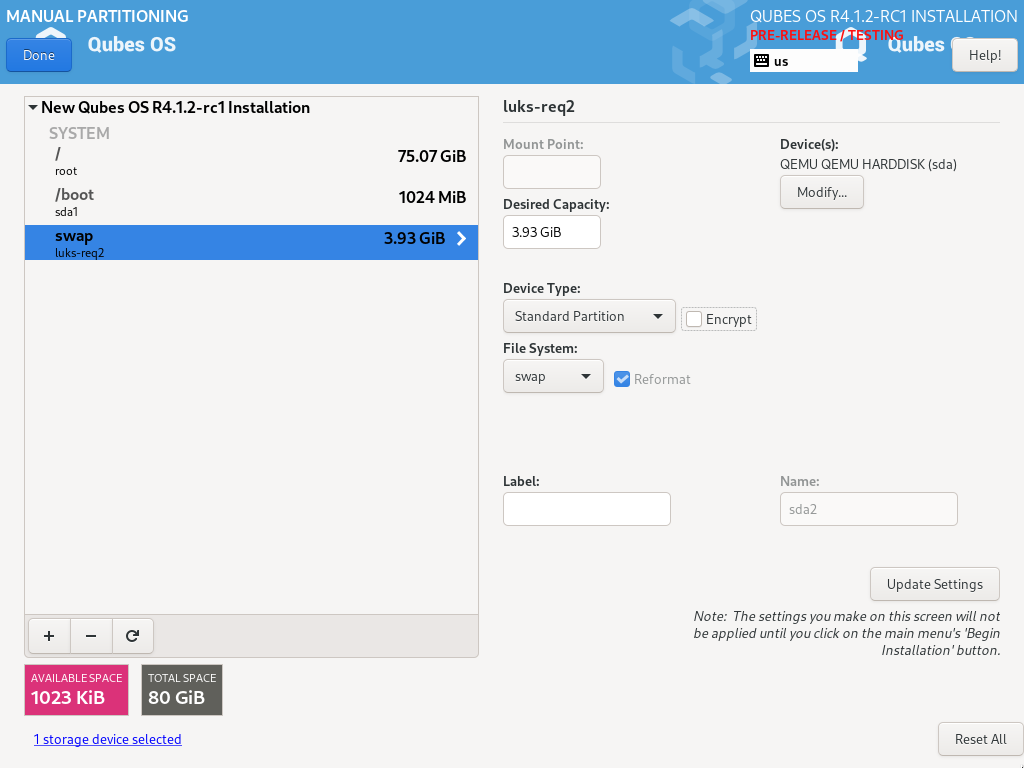 MANUAL PARTITIONING
QUBES OS R4.1.2-RC1 INSTALLATION
PRE-RELEASE / TESTING
Done
Qubes OS
us
Qubes
Help!
New Qubes OS R4.1.2-rc1 Installation
SYSTEM
/
75.07 GiB
root
/boot
1024 MiB
sda1
swap
3.93 GiB
luks-req2
luks-req2
Mount Point:
Device(s):
QEMU QEMU HARDDISK (sda)
Modify...
Desired Capacity:
3.93 GiB
Device Type:
Standard Partition
Encrypt
File System:
swap
Reformat
Label:
Name:
sda2
Update Settings
Note:  The settings you make on this screen will not
be applied until you click on the main menu's 'Begin
Installation' button.
AVAILABLE SPACE
1023 KiB
TOTAL SPACE
80 GiB
1 storage device selected
Reset All